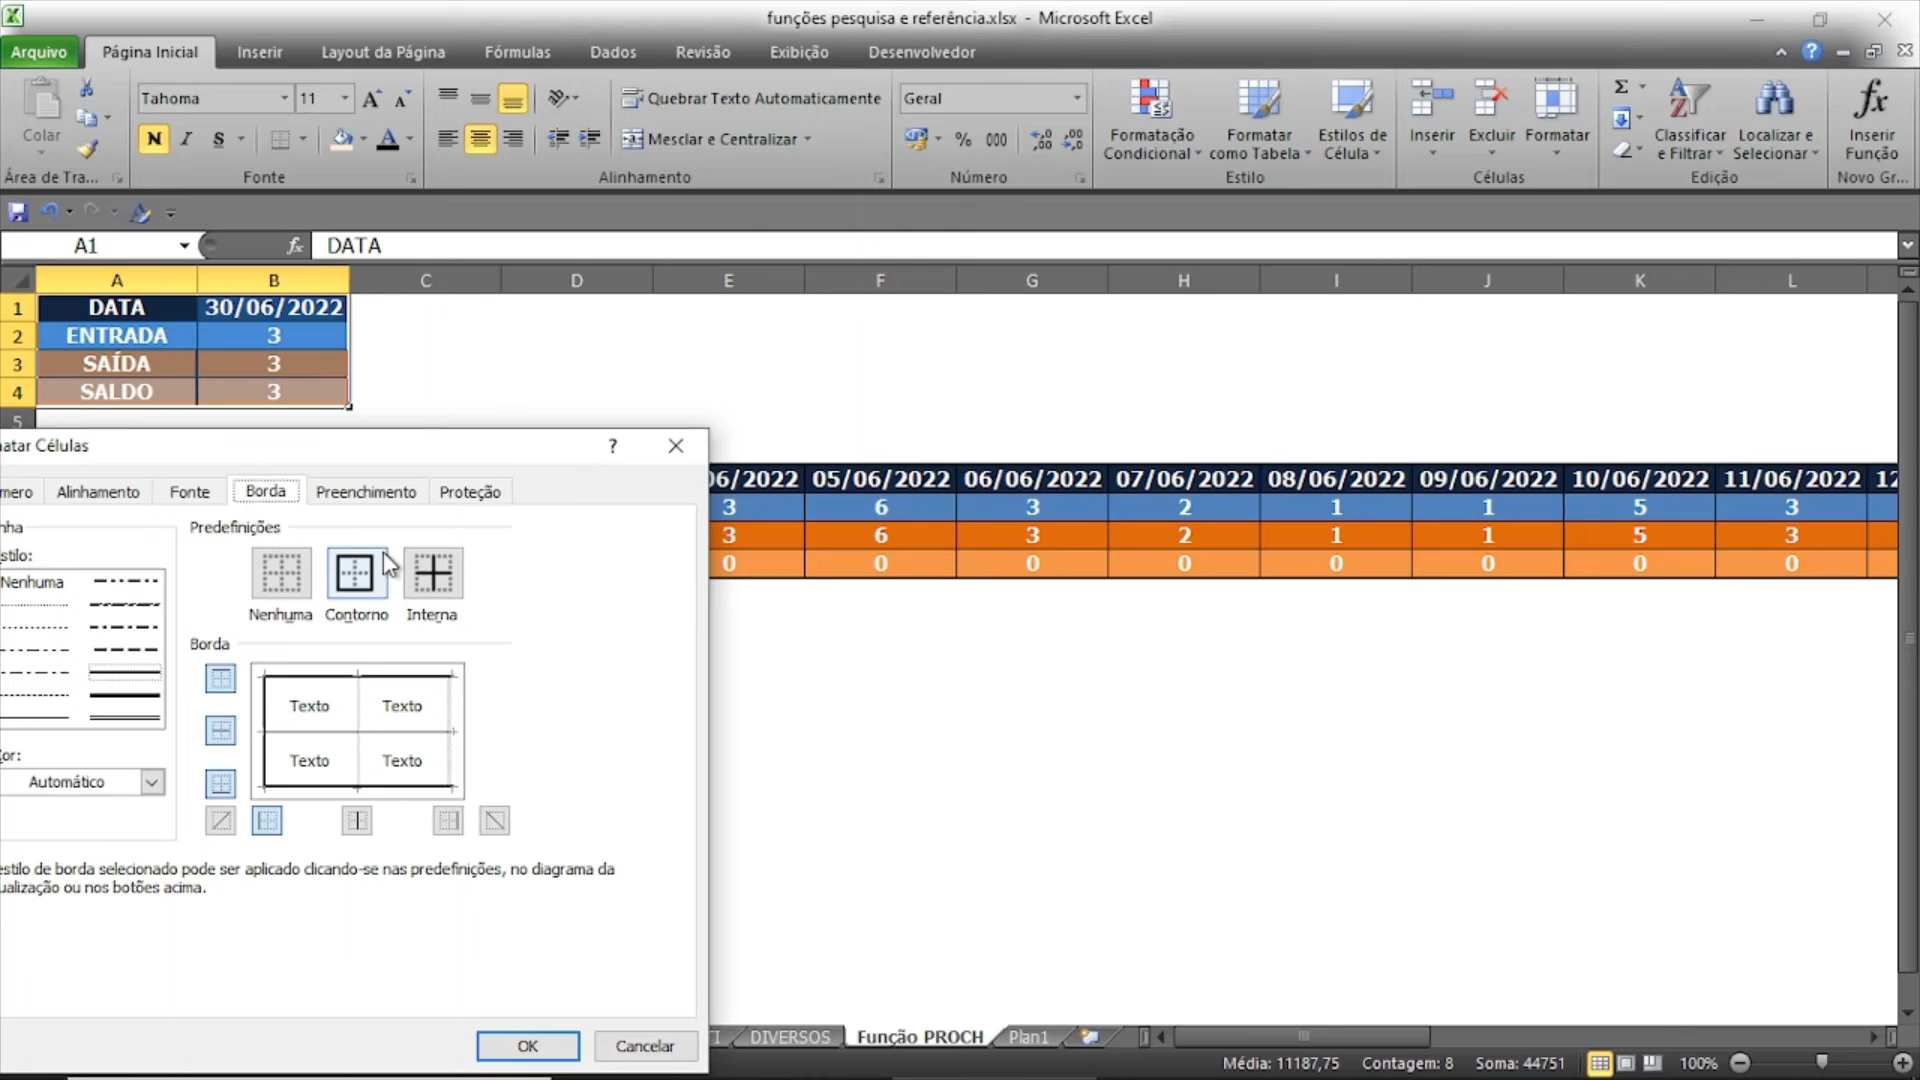 funções pesquisa e referência.xlsx - Microsoft Excel
Arquivo Página Inicial Inserir Layout da Página Fórmulas Dados Revisão Exibição Desenvolvedor
Colar
Área de Tra...
Tahoma 11
N I S
Fonte
Quebrar Texto Automaticamente
Mesclar e Centralizar
Alinhamento
Geral
% 000
Número
Formatação Condicional
Formatar como Tabela
Estilos de Célula
Estilo
Inserir Excluir Formatar
Células
Classificar e Filtrar
Localizar e Selecionar
Edição
Inserir Função
Novo Gr...
A1 fx DATA
A B C D E F G H I J K L
1 DATA 30/06/2022
2 ENTRADA 3
3 SAÍDA 3
4 SALDO 3
5
atar Células ?
mero Alinhamento Fonte Borda Preenchimento Proteção
nha
stilo:
Nenhuma
or:
Automático
Predefinições
Nenhuma Contorno Interna
Borda
Texto Texto
Texto Texto
estilo de borda selecionado pode ser aplicado clicando-se nas predefinições, no diagrama da
ualização ou nos botões acima.
OK Cancelar
06/2022 05/06/2022 06/06/2022 07/06/2022 08/06/2022 09/06/2022 10/06/2022 11/06/2022 12
3 6 3 2 1 1 5 3
3 6 3 2 1 1 5 3
0 0 0 0 0 0 0 0
DIVERSOS Função PROCH Plan1
Média: 11187,75 Contagem: 8 Soma: 44751 100%